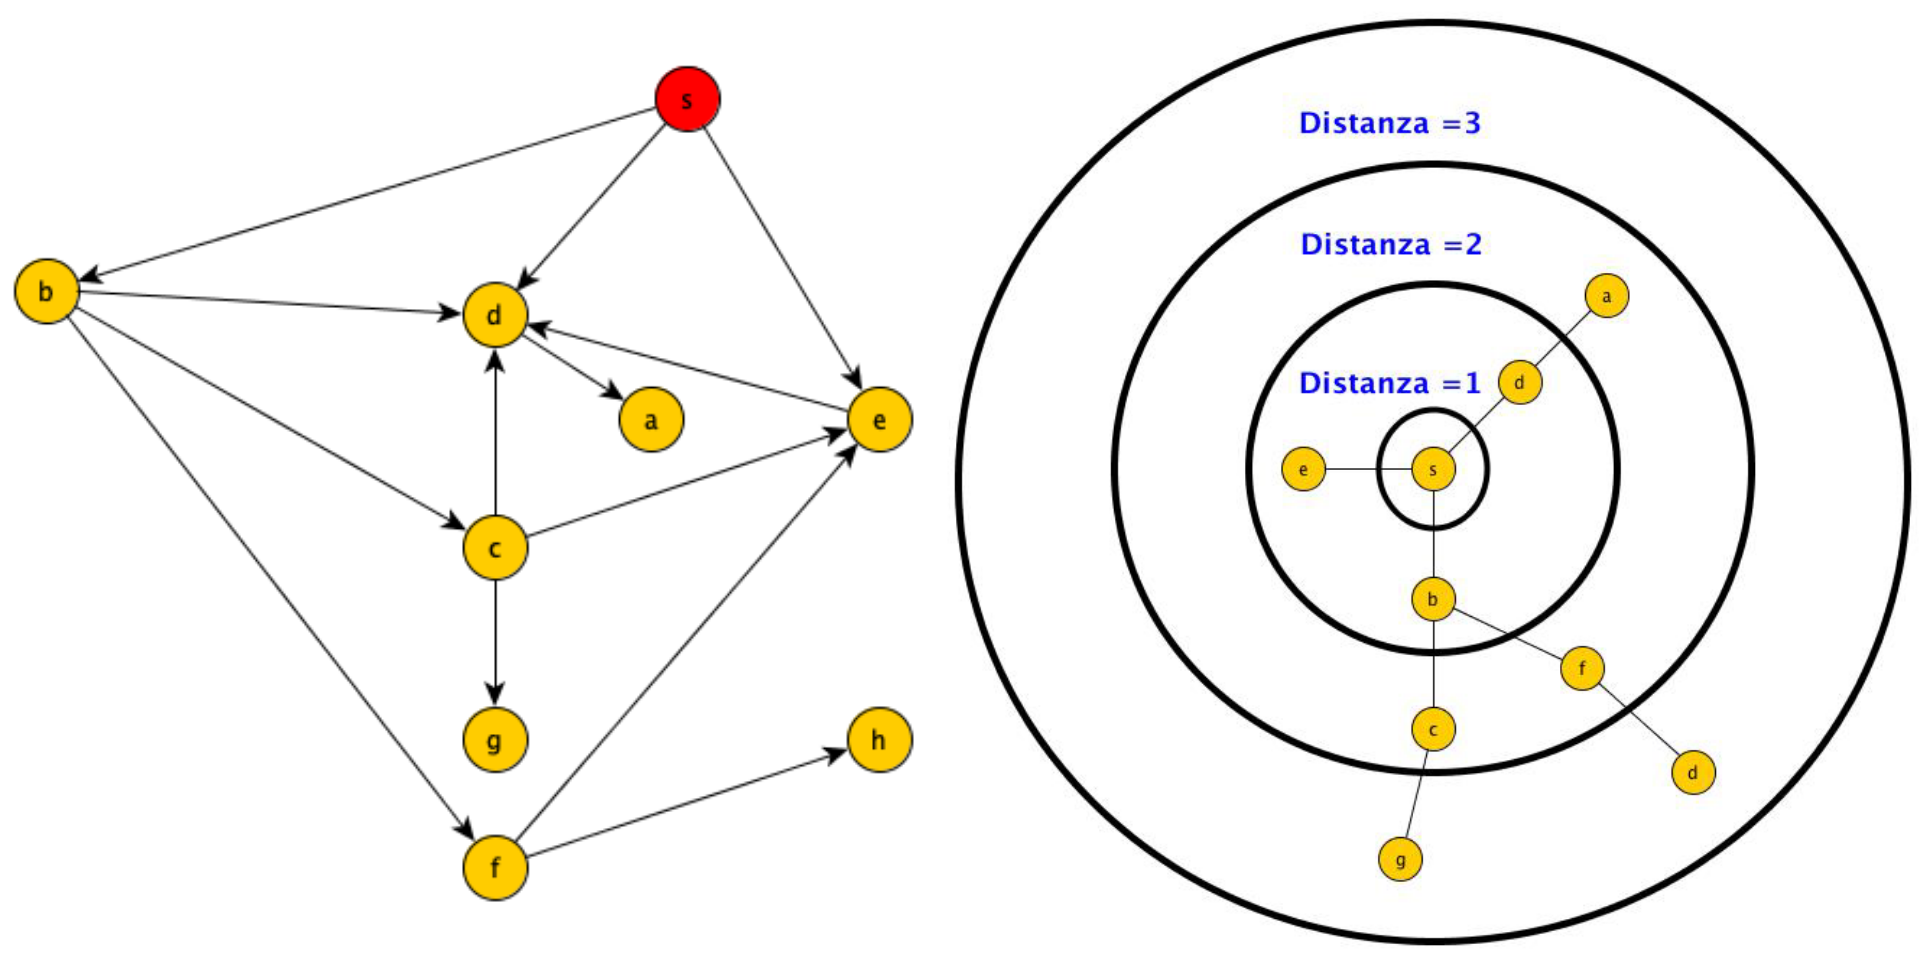 s
b
d
a
e
c
g
h
f
Distanza =3
Distanza =2
a
Distanza =1
d
e
s
b
f
c
d
g